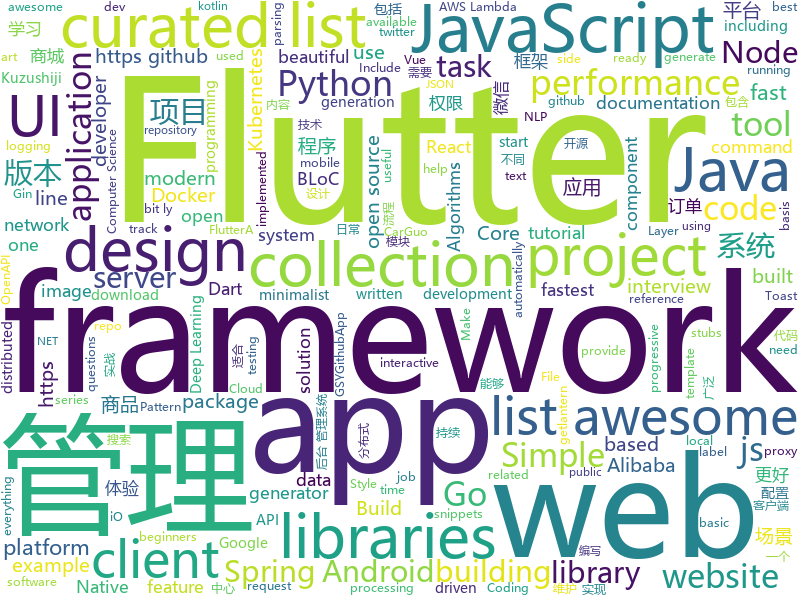 awesome
dev
kotlin
curated list
JavaScript
AWS Lambda
平台
best
available
twitter
parsing
包括
including
学习
art
商城
https github
beautiful
Vue
use
框架
Node
used
Kuzushiji
Include
需要
JSON
side
ready
generate
running
UI
application
developer
项目
Python
task
performance
generation
微信
权限
github
documentation
fast
内容
包含
repository
Kubernetes
programming
技术
程序
mobile
React
NLP
start
不同
开源
tool
logging
版本
Computer Science
Flutter
BLoC
设计
help
open source
Algorithms
text
component
应用
command
Java
Gin
modern
Docker
line
open
implemented
流程
日常
useful
订单
code
basis
network
bit ly
track
FlutterA
system
模块
CarGuo
Layer
using
one
design
Core
tutorial
系统
OpenAPI
server
collection
project
built
image
download
Dart
written
development
automatically
interview
reference
Toast
minimalist
fastest
distributed
framework
KM
.NET
questions
https
repo
Deep Learning
实战
testing
适合
solution
interactive
GSYGithubApp
Make
能够
File
getlantern
progressive
template
广泛
stubs
provide
代码
need
商品
Pattern
package
Cloud
series
app
list
awesome
管理
体验
搜索
generator
data
分布式
后台
管理系统
持续
Simple
js
proxy
更好
配置
客户端
everything
platform
API
based
Alibaba
job
label
local
public
场景
iO
Build
Style
time
Go
related
snippets
libraries
web
basic
example
Google
Native
feature
software
client
beginners
中心
request
Spring
Android
processing
driven
building
Coding
library
编写
维护
实现
website
一个